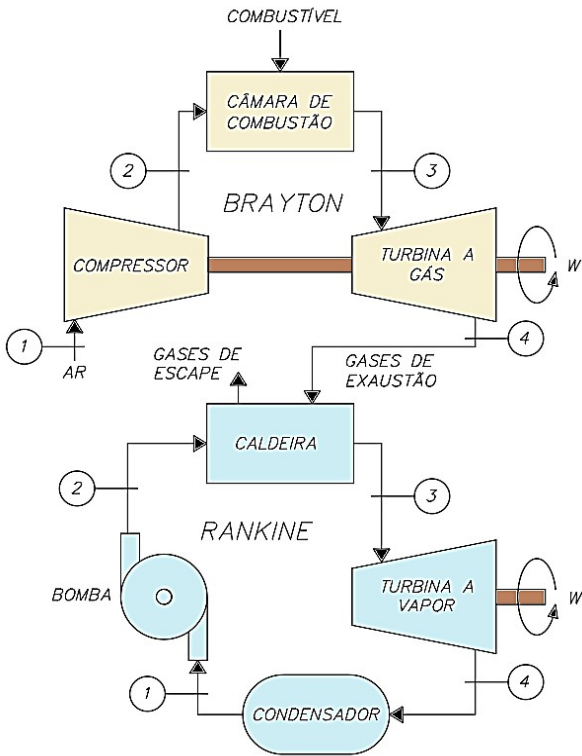 COMBUSTÍVEL
CÂMARA DE
COMBUSTÃO
2
3
BRAYTON
COMPRESSOR
TURBINA A
GÁS
W
1
AR
4
GASES DE
ESCAPE
GASES DE
EXAUSTÃO
CALDEIRA
2
3
RANKINE
BOMBA
TURBINA A
VAPOR
W
1
CONDENSADOR
4